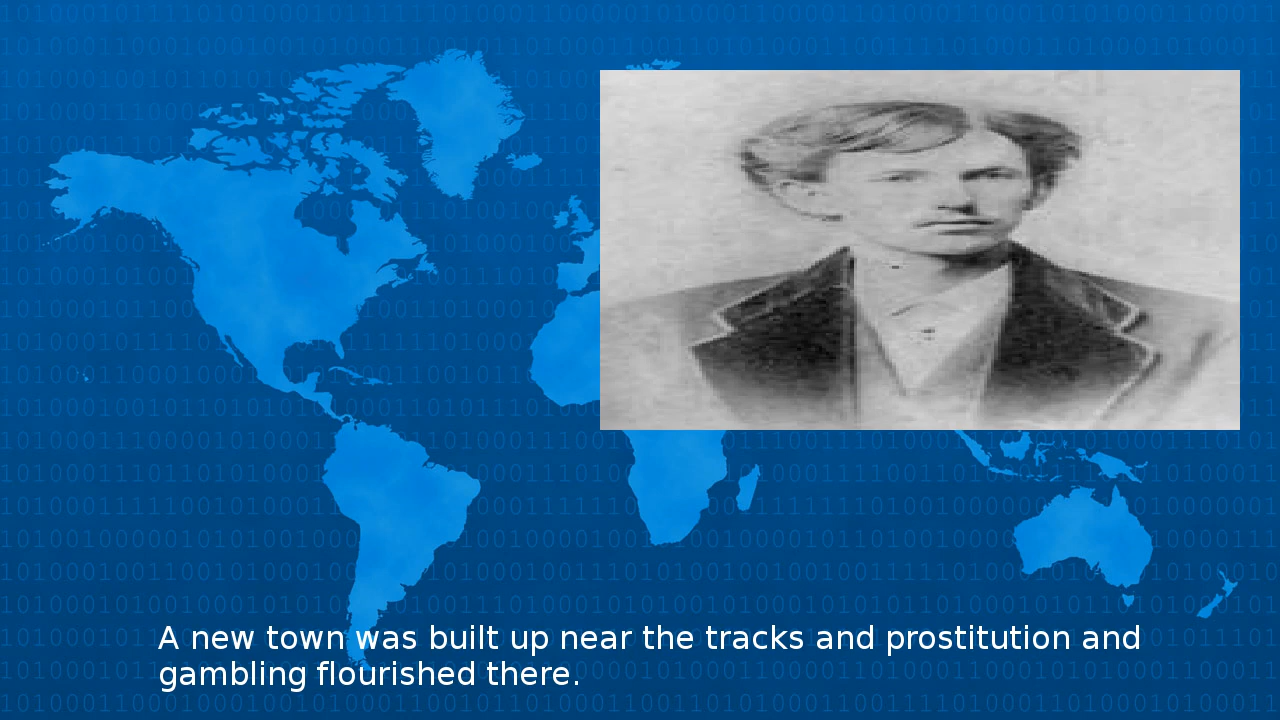 A new town was built up near the tracks and prostitution and
gambling flourished there.